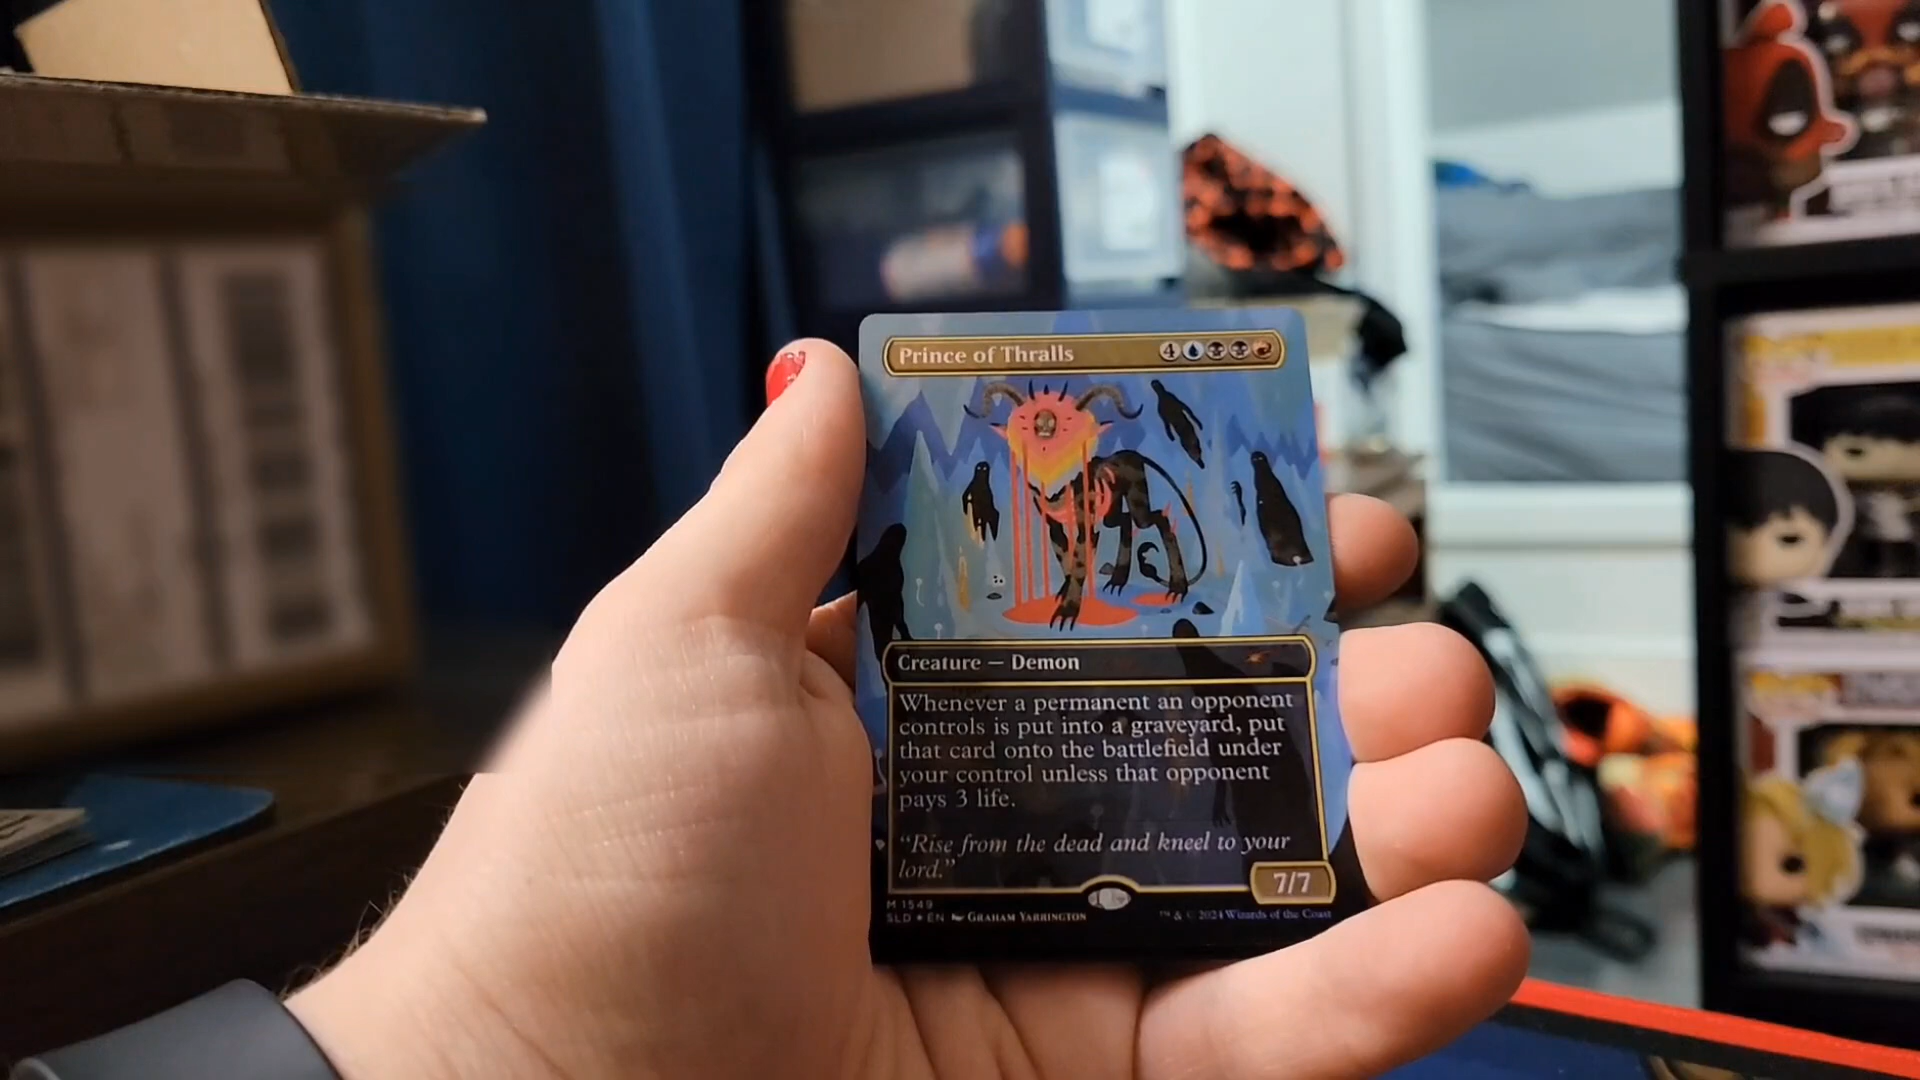 Prince of Thralls 4
Creature — Demon
Whenever a permanent an opponent
controls is put into a graveyard, put
that card onto the battlefield under
your control unless that opponent
pays 3 life.
“Rise from the dead and kneel to your
lord.”
7/7
M 1549
SLD ★ EN GRAHAM YARRINGTON ™ & © 2024 Wizards of the Coast